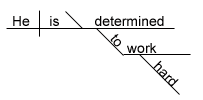 He is determined
to work
hard